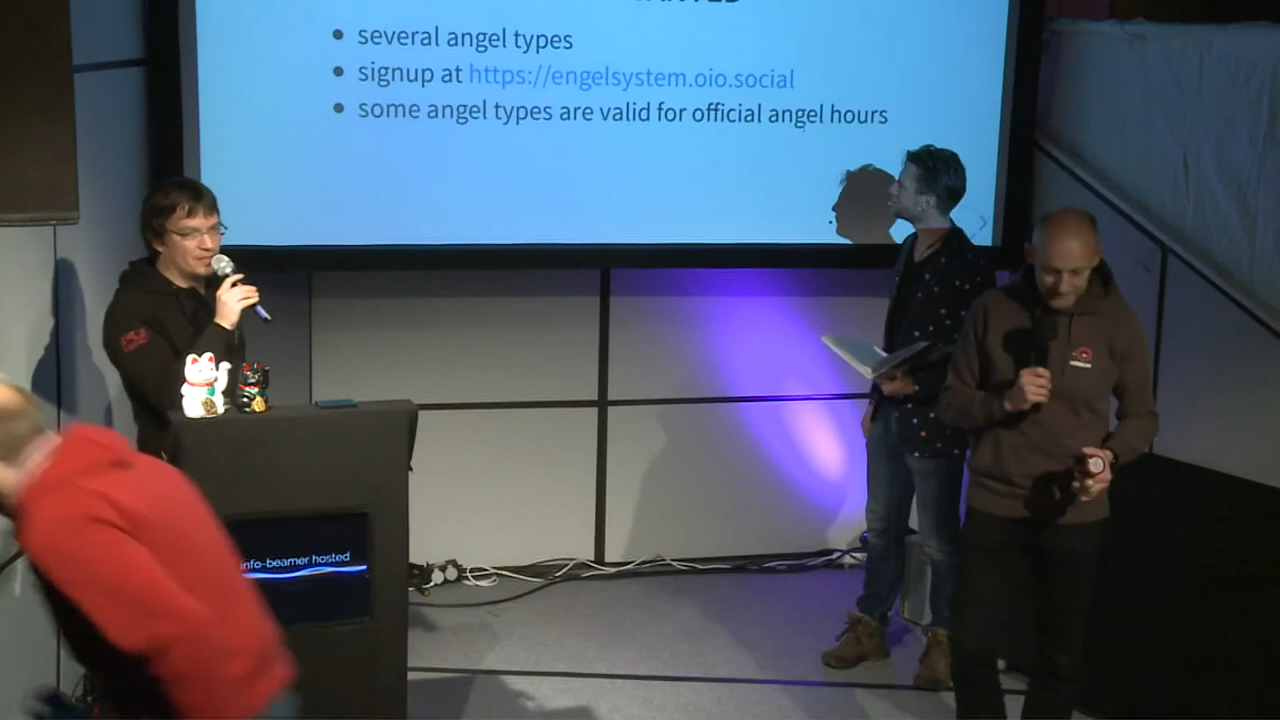 several angel types
signup at https://engelsystem.oio.social
some angel types are valid for official angel hours
info-beamer hosted